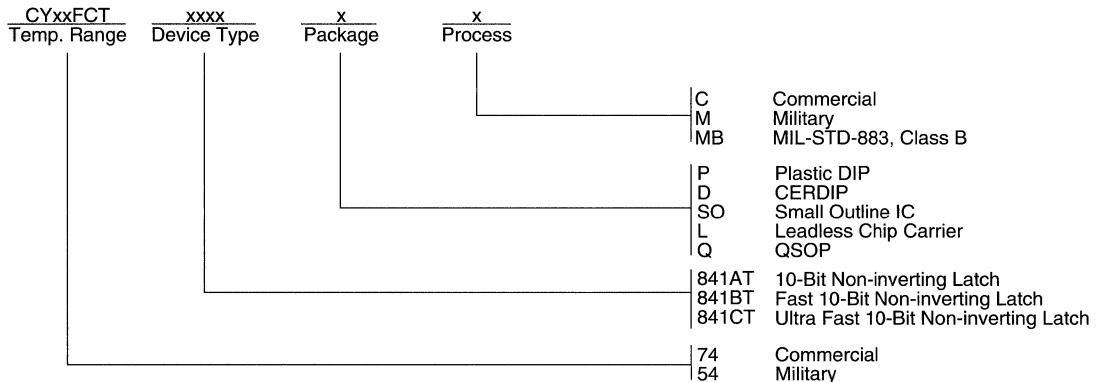 CYxxFCT xxxx x x
Temp. Range Device Type Package Process
C Commercial
M Military
MB MIL-STD-883, Class B
P Plastic DIP
D CERDIP
SO Small Outline IC
L Leadless Chip Carrier
Q QSOP
841AT 10-Bit Non-inverting Latch
841BT Fast 10-Bit Non-inverting Latch
841CT Ultra Fast 10-Bit Non-inverting Latch
74 Commercial
54 Military